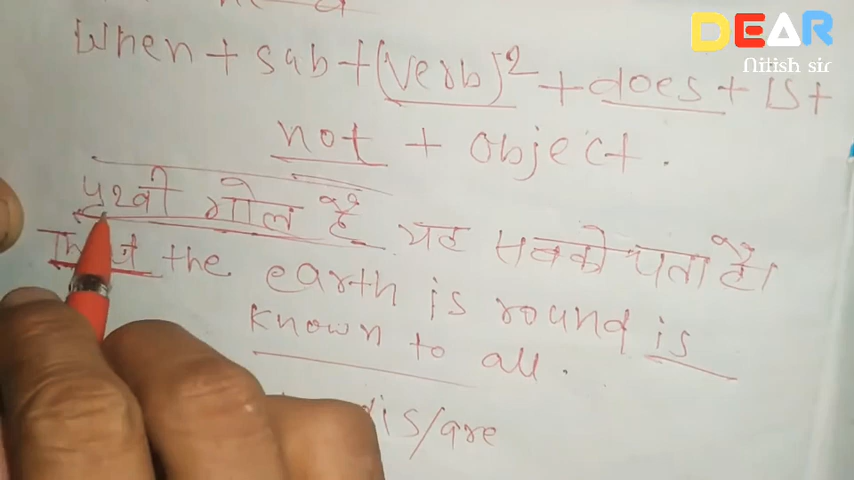 DEAR
Nitish sir
When + sub + (verb)² + does + is +
not + object.
पृथ्वी गोल है यह सबको पता है।
the earth is round is
known to all.
is/are